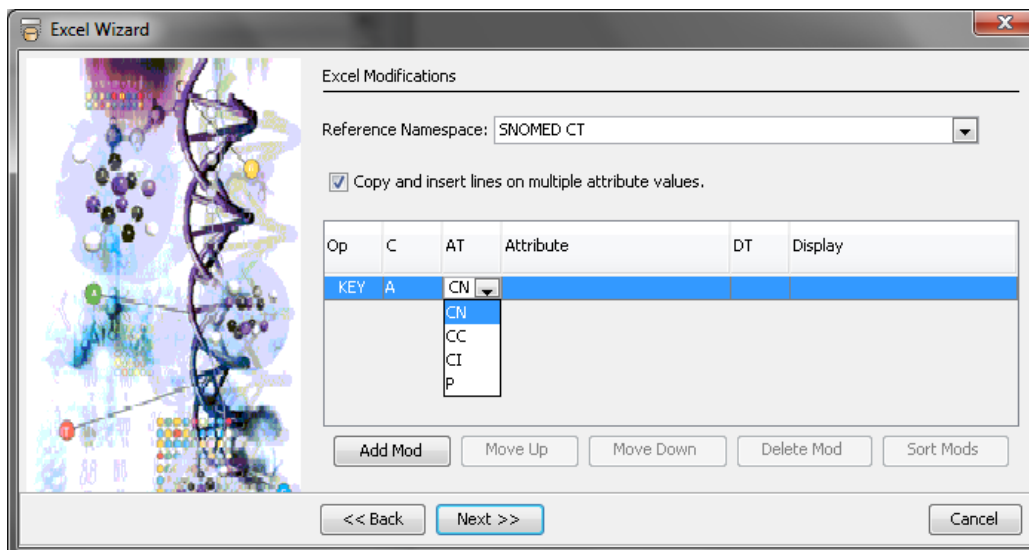 Excel Wizard
Excel Modifications
Reference Namespace: SNOMED CT
Copy and insert lines on multiple attribute values.
Op C AT Attribute DT Display
KEY A CN
CN
CC
CI
P
Add Mod Move Up Move Down Delete Mod Sort Mods
<< Back Next >> Cancel